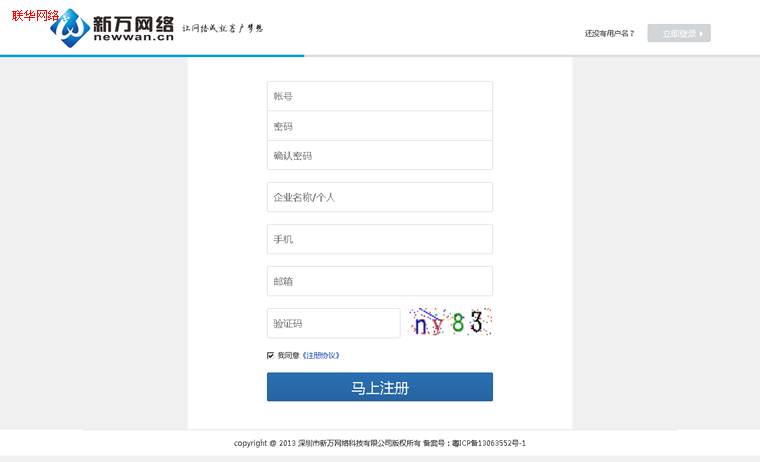 联华网络
新万网络
newwan.cn
让网络成就客户梦想
还没有用户名？
立即登录
帐号
密码
确认密码
企业名称/个人
手机
邮箱
验证码
ny83
我同意《注册协议》
马上注册
copyright @ 2013 深圳市新万网络科技有限公司版权所有 备案号：粤ICP备13063552号-1